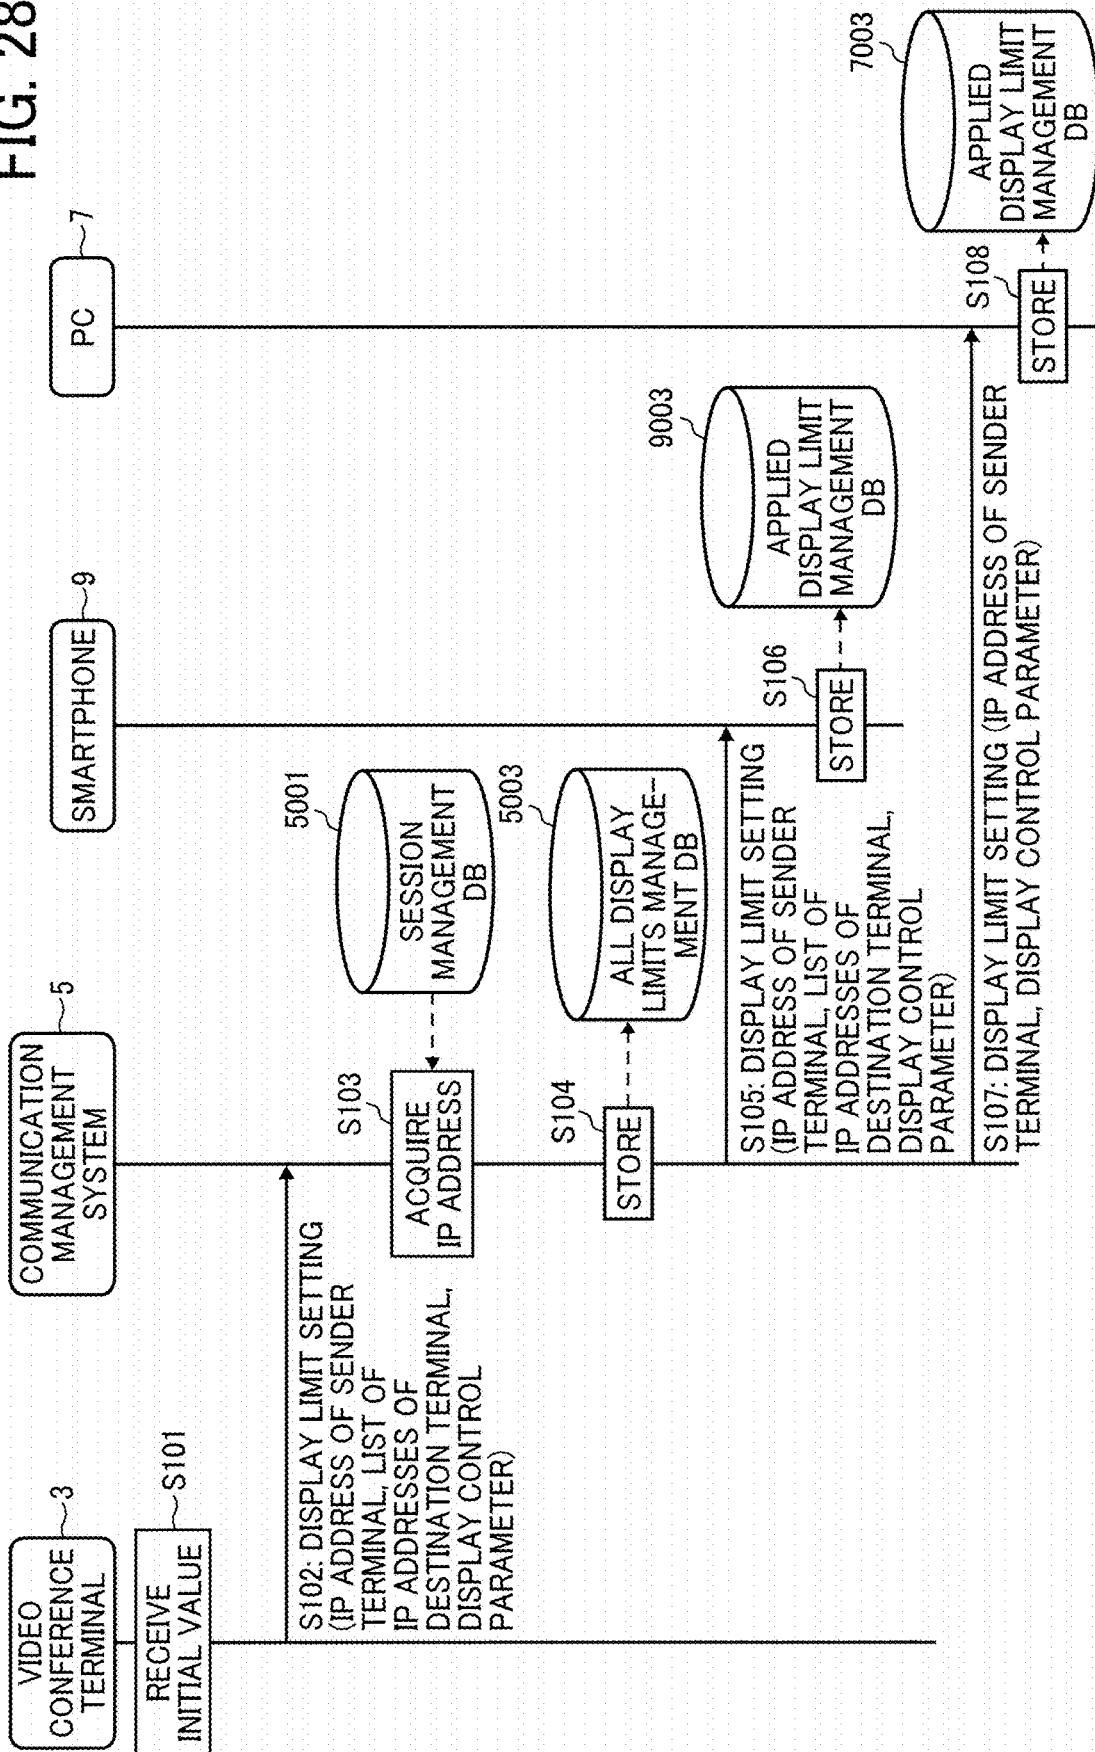 FIG. 28
VIDEO
CONFERENCE
TERMINAL
3
COMMUNICATION
MANAGEMENT
SYSTEM
5
SMARTPHONE
9
PC
7
RECEIVE
INITIAL VALUE
S101
S102: DISPLAY LIMIT SETTING
(IP ADDRESS OF SENDER
TERMINAL, LIST OF
IP ADDRESSES OF
DESTINATION TERMINAL,
DISPLAY CONTROL
PARAMETER)
S103
ACQUIRE
IP ADDRESS
5001
SESSION
MANAGEMENT
DB
S104
STORE
5003
ALL DISPLAY
LIMITS MANAGE-
MENT DB
S105: DISPLAY LIMIT SETTING
(IP ADDRESS OF SENDER
TERMINAL, LIST OF
IP ADDRESSES OF
DESTINATION TERMINAL,
DISPLAY CONTROL
PARAMETER)
S106
STORE
9003
APPLIED
DISPLAY LIMIT
MANAGEMENT
DB
S107: DISPLAY LIMIT SETTING (IP ADDRESS OF SENDER
TERMINAL, DISPLAY CONTROL PARAMETER)
S108
STORE
7003
APPLIED
DISPLAY LIMIT
MANAGEMENT
DB